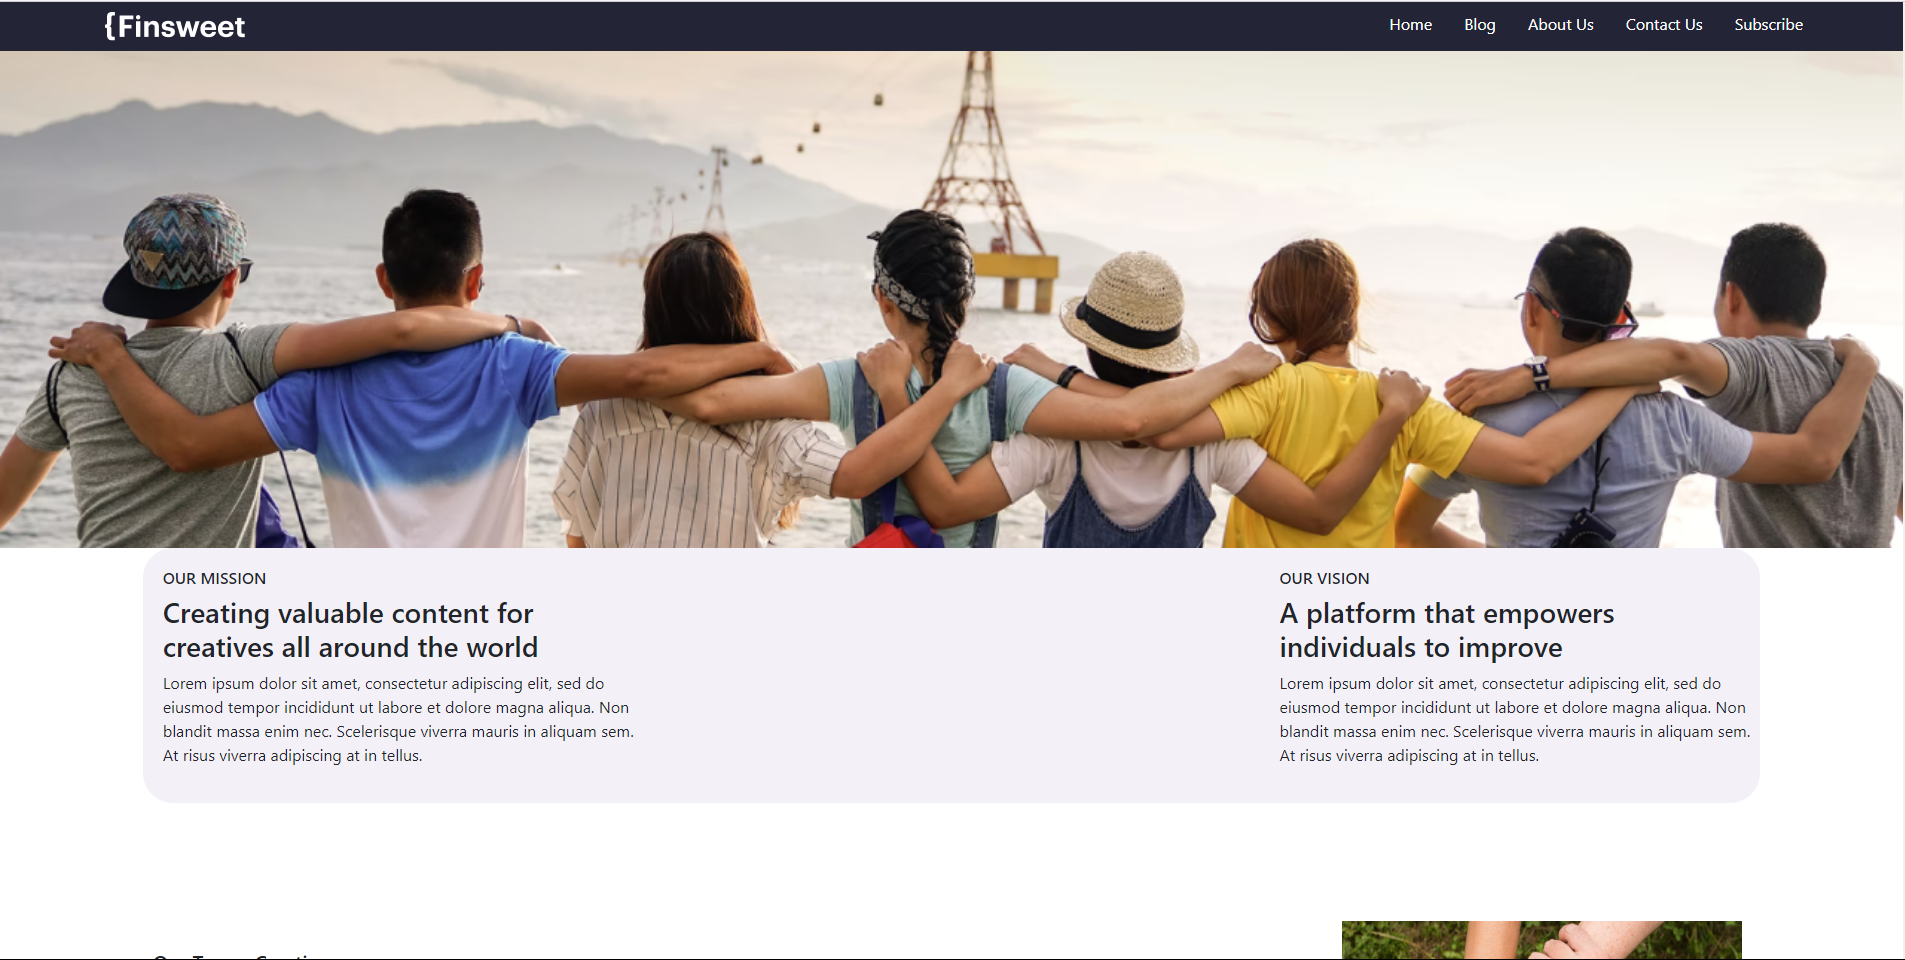 {Finsweet
Home Blog About Us Contact Us Subscribe
OUR MISSION
Creating valuable content for
creatives all around the world
Lorem ipsum dolor sit amet, consectetur adipiscing elit, sed do
eiusmod tempor incididunt ut labore et dolore magna aliqua. Non
blandit massa enim nec. Scelerisque viverra mauris in aliquam sem.
At risus viverra adipiscing at in tellus.
OUR VISION
A platform that empowers
individuals to improve
Lorem ipsum dolor sit amet, consectetur adipiscing elit, sed do
eiusmod tempor incididunt ut labore et dolore magna aliqua. Non
blandit massa enim nec. Scelerisque viverra mauris in aliquam sem.
At risus viverra adipiscing at in tellus.